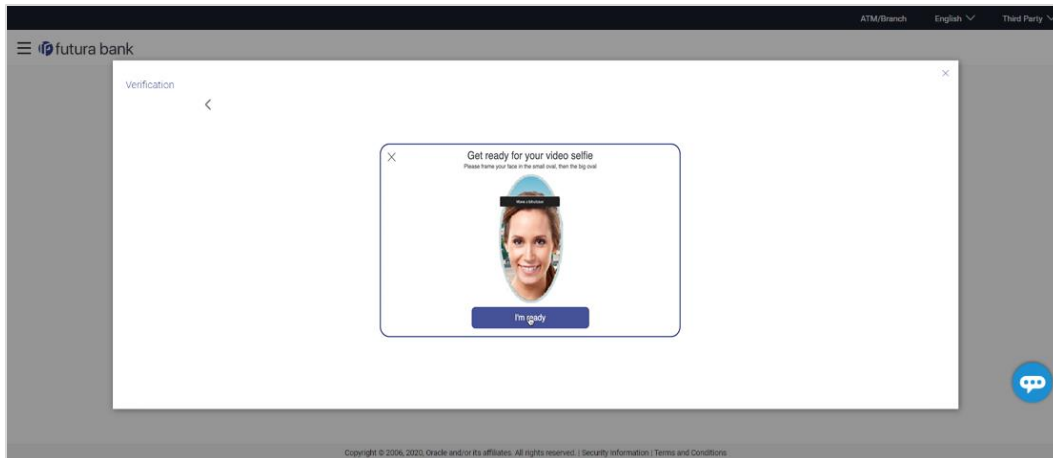 ATM/Branch English Third Party
futura bank
Verification
Get ready for your video selfie
Please frame your face in the small oval, then the big oval
I'm ready
Copyright © 2006, 2020, Oracle and/or its affiliates. All rights reserved. | Security Information | Terms and Conditions